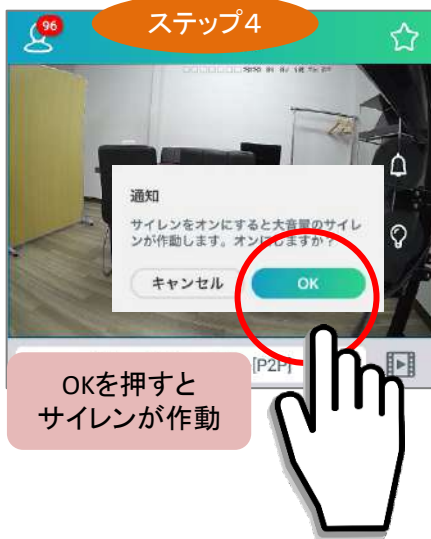 ステップ4
96
通知
サイレンをオンにすると大音量のサイレ
ンが作動します。オンにしますか？
キャンセル
OK
[P2P]
OKを押すと
サイレンが作動